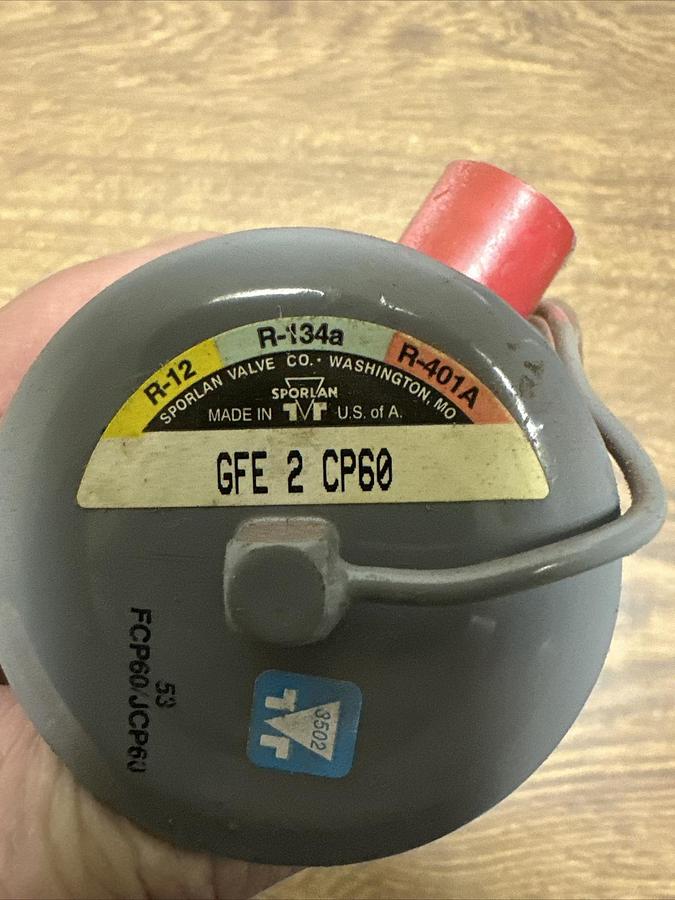 R-12
R-134a
R-401A
SPORLAN VALVE CO. • WASHINGTON, MO
SPORLAN
MADE IN U.S. of A.
GFE 2 CP60
53
FCP60/JCP60
3502